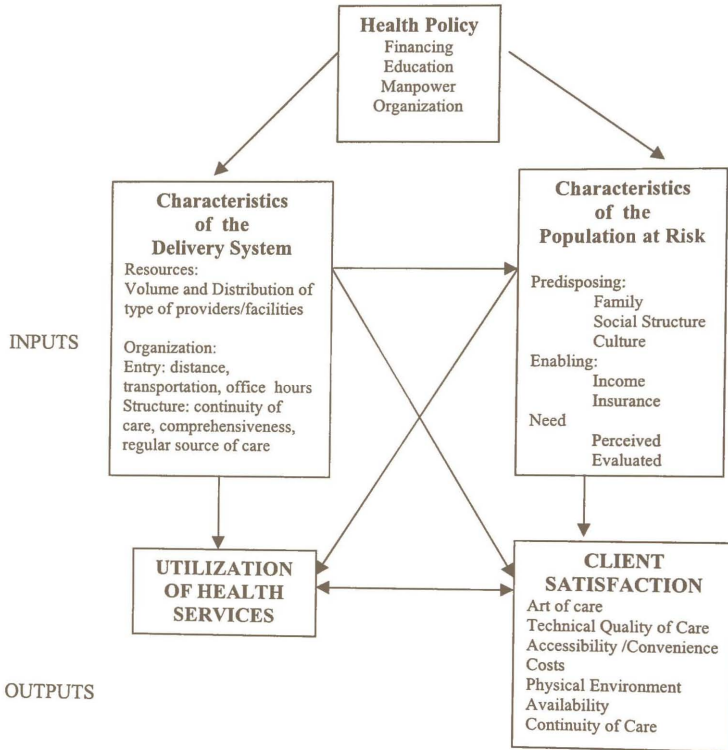 Health Policy
Financing
Education
Manpower
Organization
Characteristics
of the
Delivery System
Resources:
Volume and Distribution of
type of providers/facilities
Organization:
Entry: distance,
transportation, office hours
Structure: continuity of
care, comprehensiveness,
regular source of care
Characteristics
of the
Population at Risk
Predisposing:
Family
Social Structure
Culture
Enabling:
Income
Insurance
Need
Perceived
Evaluated
INPUTS
UTILIZATION
OF HEALTH
SERVICES
CLIENT
SATISFACTION
Art of care
Technical Quality of Care
Accessibility /Convenience
Costs
Physical Environment
Availability
Continuity of Care
OUTPUTS